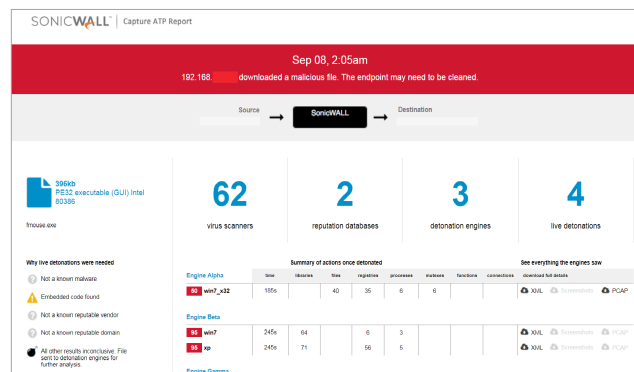 SONICWALL Capture ATP Report
Sep 08, 2:05am
192.168. downloaded a malicious file. The endpoint may need to be cleaned.
Source SonicWALL Destination
396kb
PE32 executable (GUI) Intel
80386
fmouse.exe
62
virus scanners
2
reputation databases
3
detonation engines
4
live detonations
Why live detonations were needed
Not a known malware
Embedded code found
Not a known reputable vendor
Not a known reputable domain
All other results inconclusive. File
sent to detonation engines for
further analysis.
Summary of actions once detonated See everything the engines saw
Engine Alpha time libraries files registries processes mutexes functions connections download full details
50 win7_x32 185s 40 35 6 6 XML Screenshots PCAP
Engine Beta
95 win7 245s 64 6 3 XML Screenshots PCAP
95 xp 245s 71 56 5 XML Screenshots PCAP
Engine Gamma